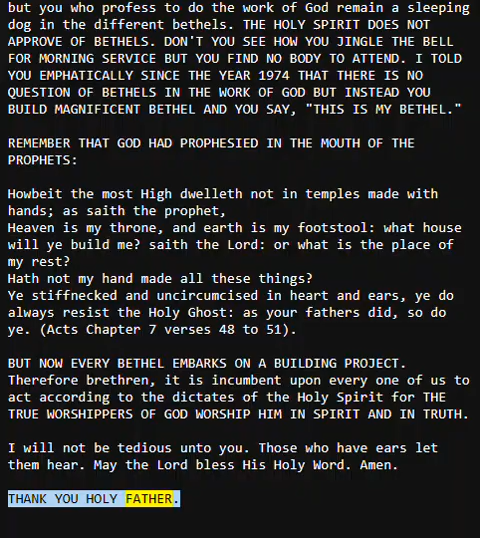 but you who profess to do the work of God remain a sleeping
dog in the different bethels. THE HOLY SPIRIT DOES NOT
APPROVE OF BETHELS. DON'T YOU SEE HOW YOU JINGLE THE BELL
FOR MORNING SERVICE BUT YOU FIND NO BODY TO ATTEND. I TOLD
YOU EMPHATICALLY SINCE THE YEAR 1974 THAT THERE IS NO
QUESTION OF BETHELS IN THE WORK OF GOD BUT INSTEAD YOU
BUILD MAGNIFICENT BETHEL AND YOU SAY, "THIS IS MY BETHEL."
REMEMBER THAT GOD HAD PROPHESIED IN THE MOUTH OF THE
PROPHETS:
Howbeit the most High dwelleth not in temples made with
hands; as saith the prophet,
Heaven is my throne, and earth is my footstool: what house
will ye build me? saith the Lord: or what is the place of
my rest?
Hath not my hand made all these things?
Ye stiffnecked and uncircumcised in heart and ears, ye do
always resist the Holy Ghost: as your fathers did, so do
ye. (Acts Chapter 7 verses 48 to 51).
BUT NOW EVERY BETHEL EMBARKS ON A BUILDING PROJECT.
Therefore brethren, it is incumbent upon every one of us to
act according to the dictates of the Holy Spirit for THE
TRUE WORSHIPPERS OF GOD WORSHIP HIM IN SPIRIT AND IN TRUTH.
I will not be tedious unto you. Those who have ears let
them hear. May the Lord bless His Holy Word. Amen.
THANK YOU HOLY FATHER.